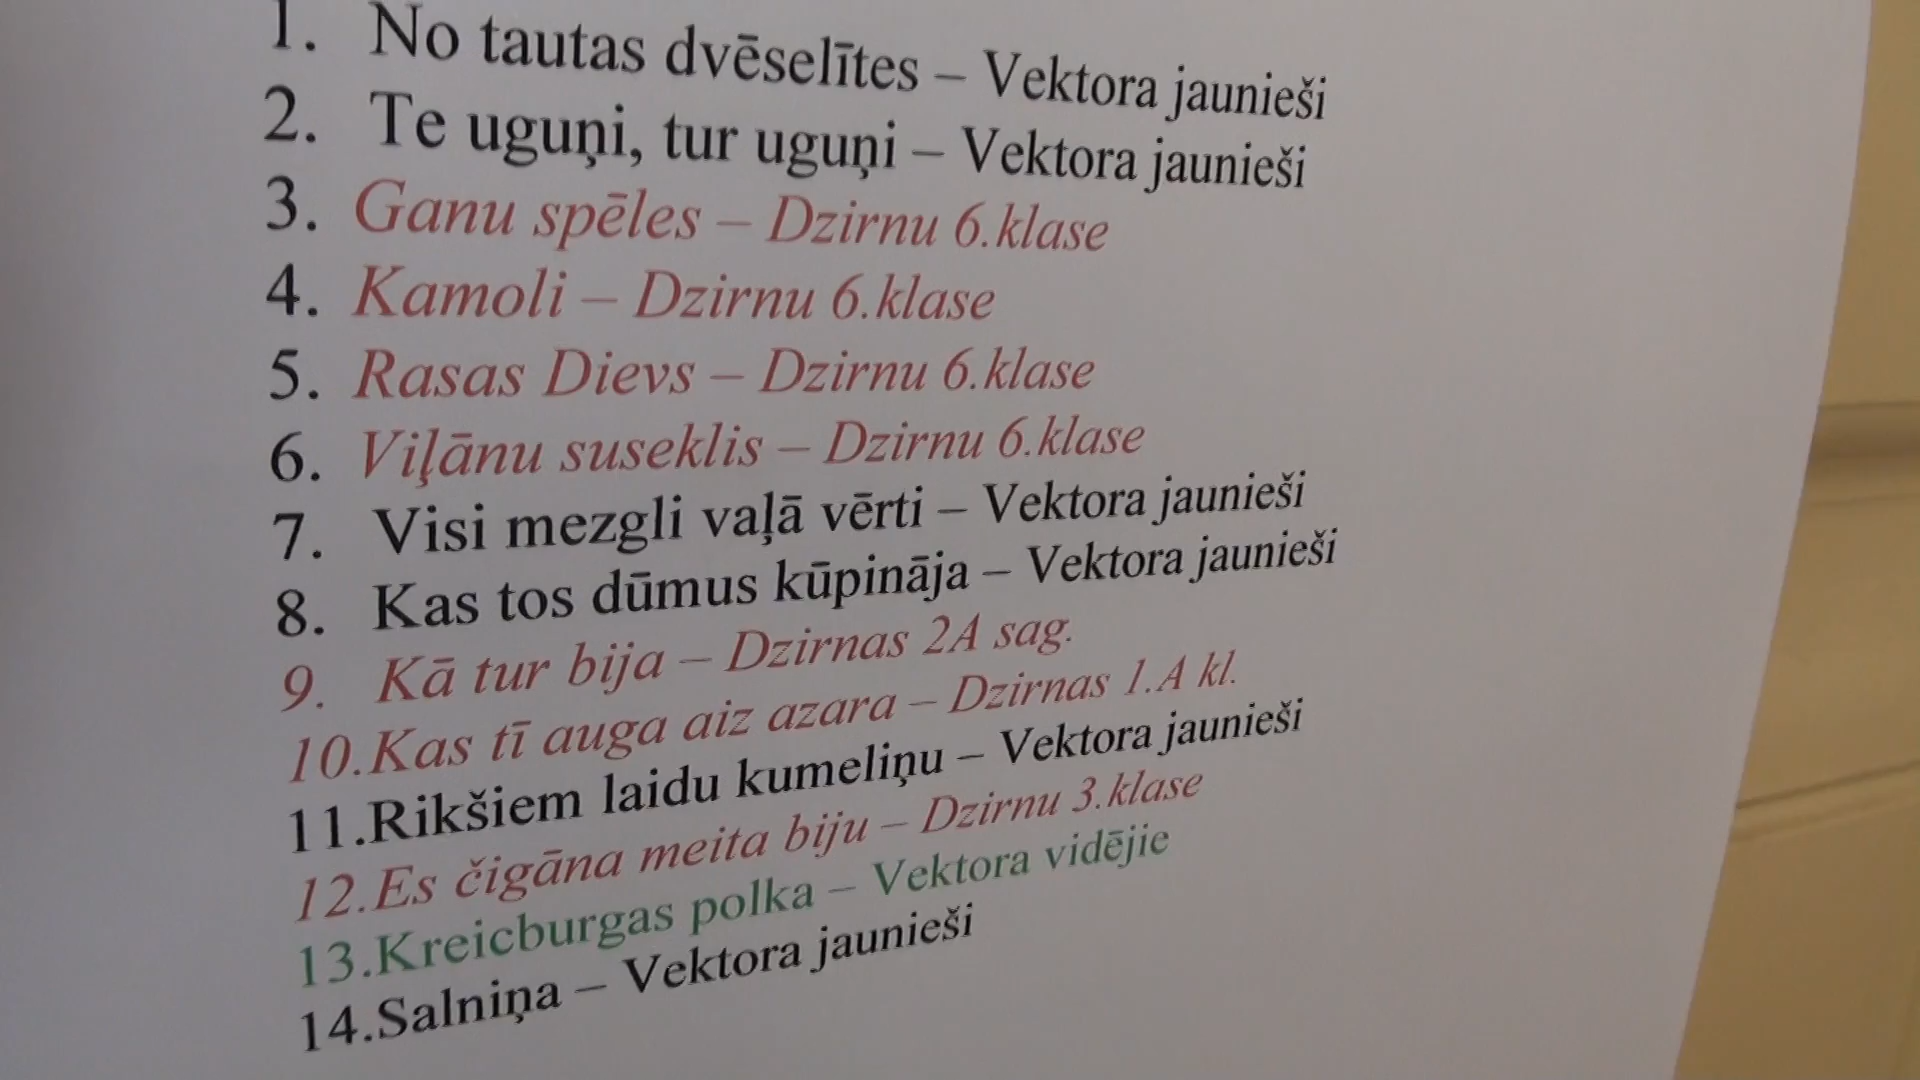 1. No tautas dvēselītes – Vektora jaunieši
2. Te uguņi, tur uguņi – Vektora jaunieši
3. Ganu spēles – Dzirnu 6.klase
4. Kamoli – Dzirnu 6.klase
5. Rasas Dievs – Dzirnu 6.klase
6. Viļānu suseklis – Dzirnu 6.klase
7. Visi mezgli vaļā vērti – Vektora jaunieši
8. Kas tos dūmus kūpināja – Vektora jaunieši
9. Kā tur bija – Dzirnas 2A sag.
10.Kas tī auga aiz azara – Dzirnas 1.A kl.
11.Rikšiem laidu kumeliņu – Vektora jaunieši
12.Es čigāna meita biju – Dzirnu 3.klase
13.Kreicburgas polka – Vektora vidējie
14.Salniņa – Vektora jaunieši